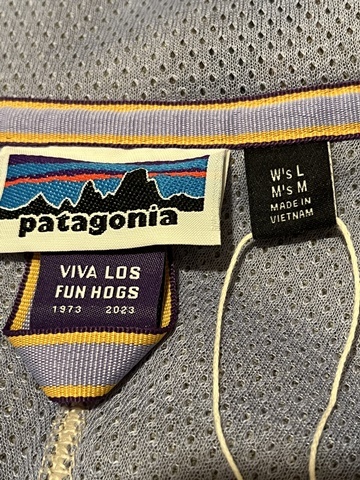 patagonia
VIVA LOS
FUN HOGS
1973 2023
W's L
M's M
MADE IN
VIETNAM